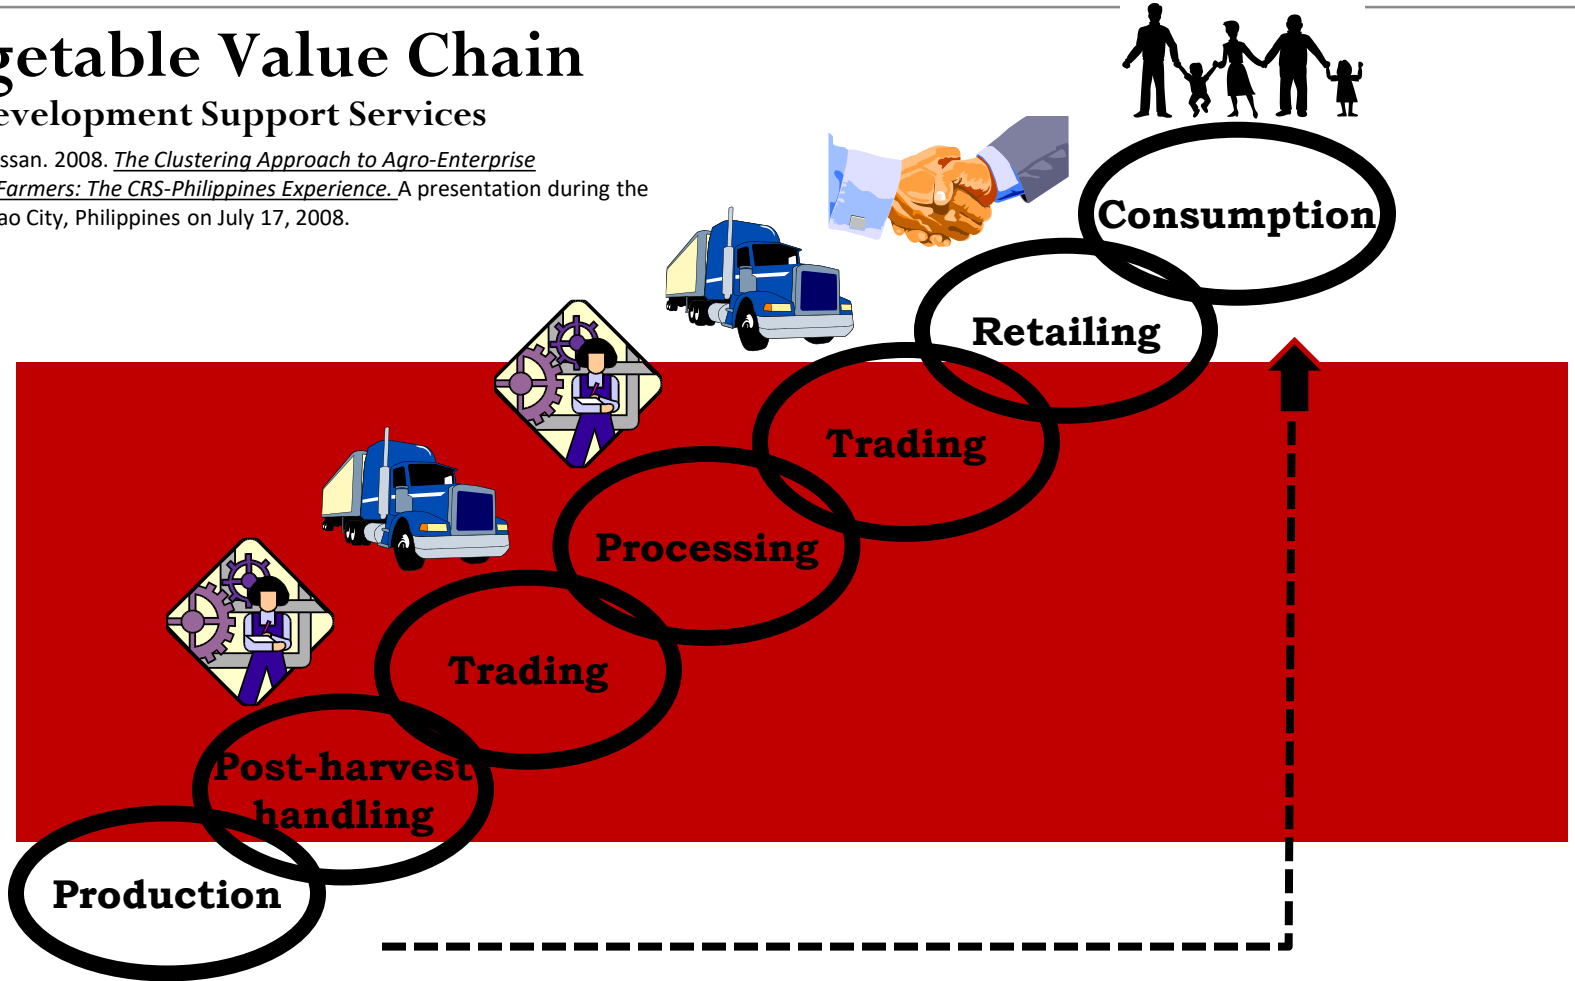 getable Value Chain
evelopment Support Services
ssan. 2008. The Clustering Approach to Agro-Enterprise
Farmers: The CRS-Philippines Experience. A presentation during the
ao City, Philippines on July 17, 2008.
Consumption
Retailing
Trading
Processing
Trading
Post-harvest
handling
Production